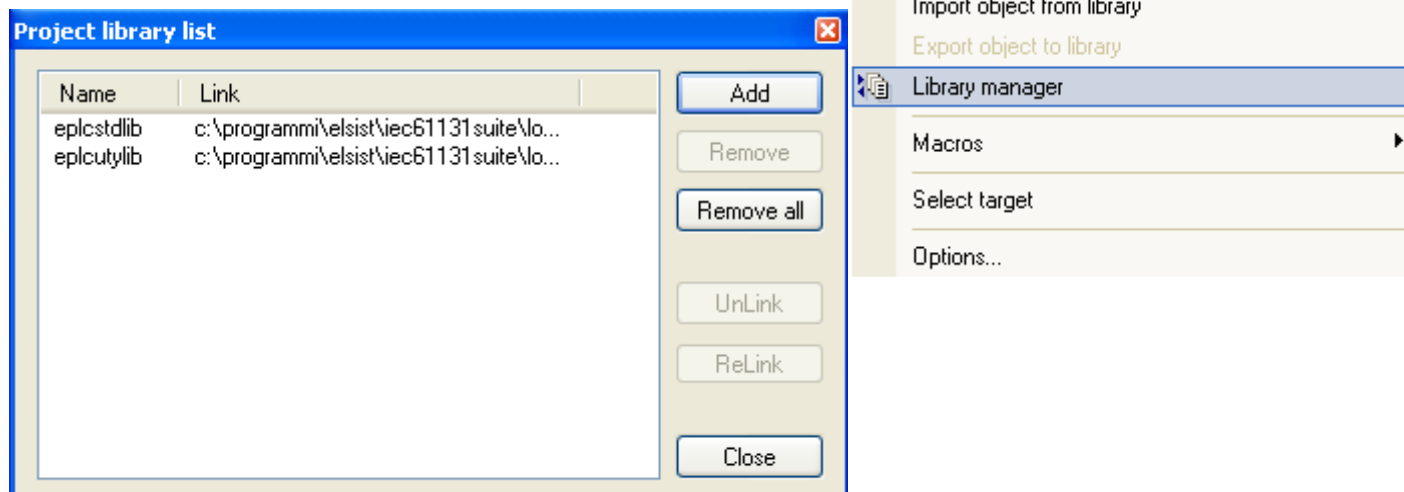 Project library list
Name Link
eplcstdlib c:\programmi\elsist\iec61131suite\lo...
eplcutylib c:\programmi\elsist\iec61131suite\lo...
Add
Remove
Remove all
UnLink
ReLink
Close
Import object from library
Export object to library
Library manager
Macros
Select target
Options...